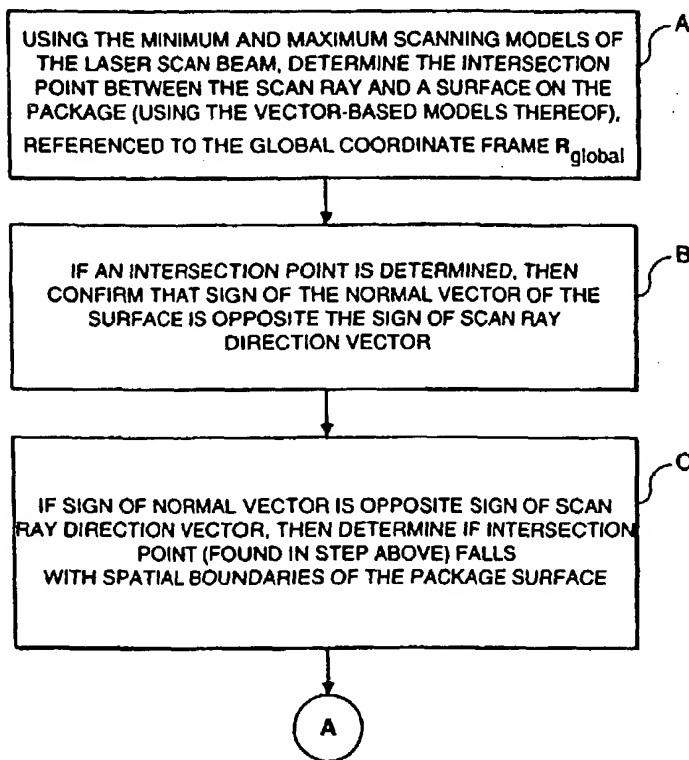 A
USING THE MINIMUM AND MAXIMUM SCANNING MODELS OF
THE LASER SCAN BEAM, DETERMINE THE INTERSECTION
POINT BETWEEN THE SCAN RAY AND A SURFACE ON THE
PACKAGE (USING THE VECTOR-BASED MODELS THEREOF),
REFERENCED TO THE GLOBAL COORDINATE FRAME Rglobal
B
IF AN INTERSECTION POINT IS DETERMINED, THEN
CONFIRM THAT SIGN OF THE NORMAL VECTOR OF THE
SURFACE IS OPPOSITE THE SIGN OF SCAN RAY
DIRECTION VECTOR
C
IF SIGN OF NORMAL VECTOR IS OPPOSITE SIGN OF SCAN
RAY DIRECTION VECTOR, THEN DETERMINE IF INTERSECTION
POINT (FOUND IN STEP ABOVE) FALLS
WITH SPATIAL BOUNDARIES OF THE PACKAGE SURFACE
A